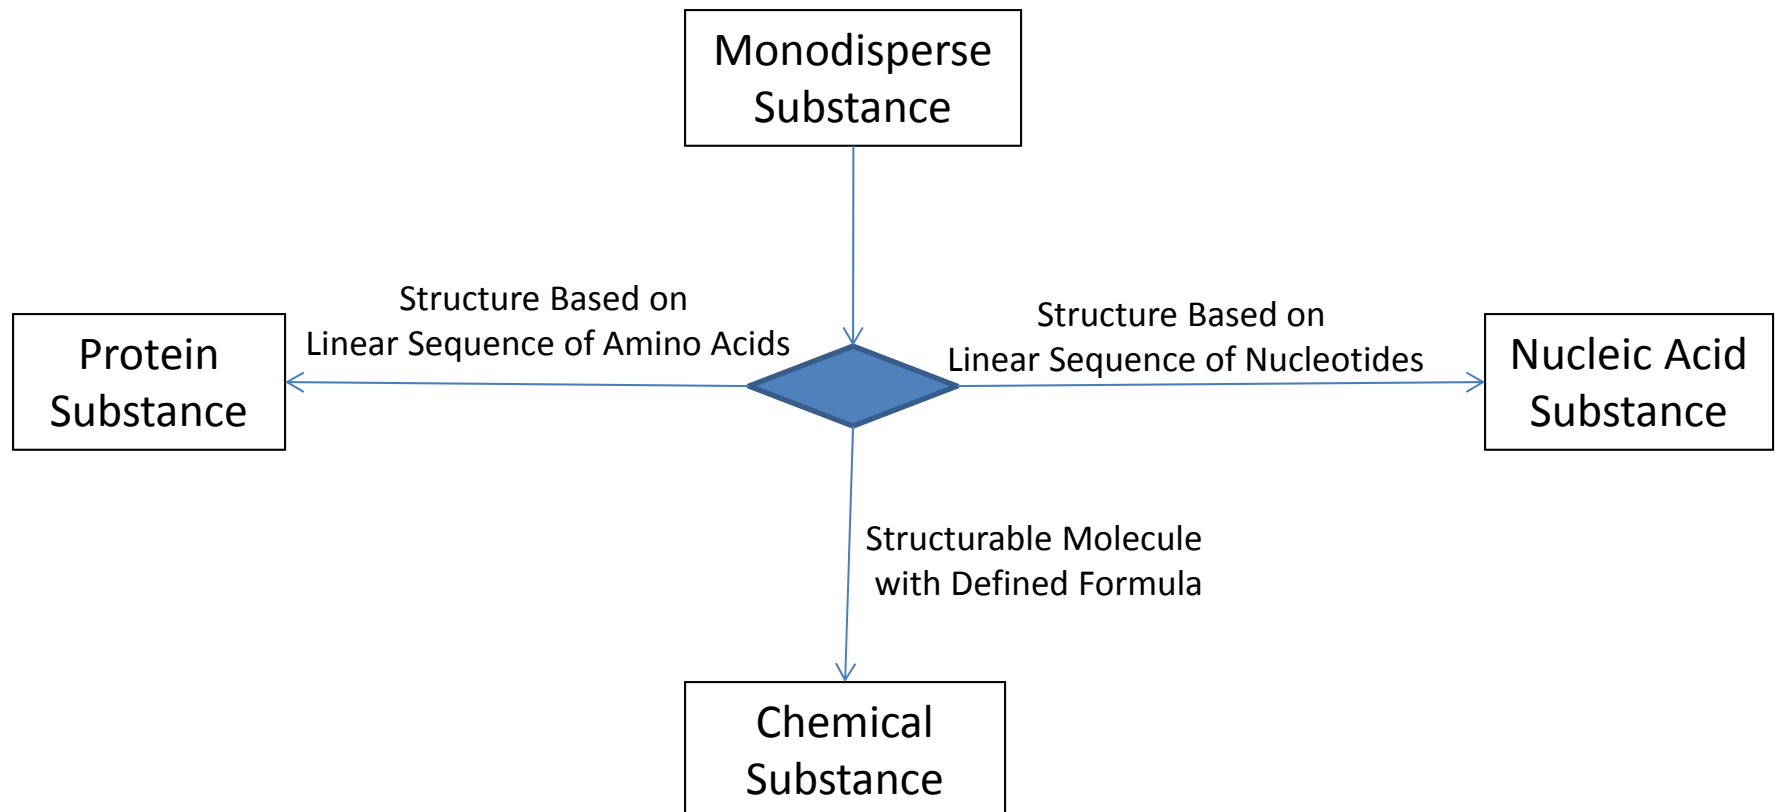 Monodisperse
Substance
Structure Based on
Linear Sequence of Amino Acids
Structure Based on
Linear Sequence of Nucleotides
Protein
Substance
Nucleic Acid
Substance
Structurable Molecule
with Defined Formula
Chemical
Substance